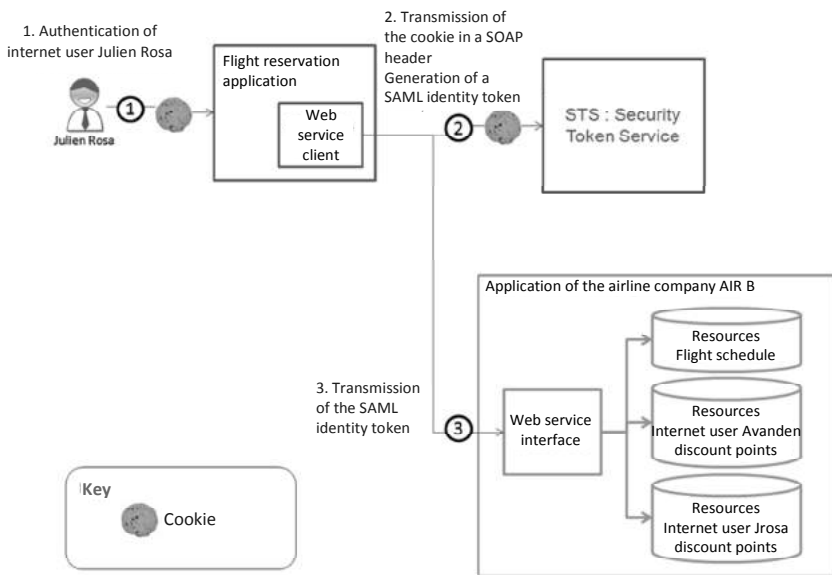 1. Authentication of
internet user Julien Rosa
2. Transmission of
the cookie in a SOAP
header
Generation of a
SAML identity token
Flight reservation
application
Web
service
client
1
Julien Rosa
2
STS : Security
Token Service
Application of the airline company AIR B
Resources
Flight schedule
3. Transmission
of the SAML
identity token
3
Web service
interface
Resources
Internet user Avanden
discount points
Resources
Internet user Jrosa
discount points
Key
Cookie